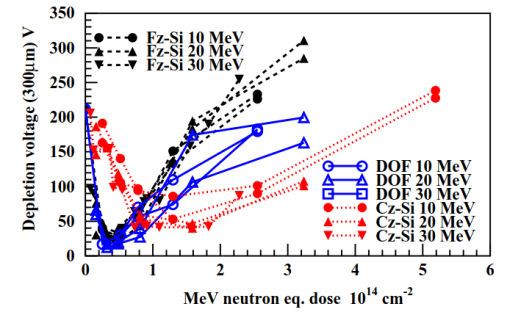 350
300
250
200
150
100
50
0
Depletion voltage (300μm) V
Fz-Si 10 MeV
Fz-Si 20 MeV
Fz-Si 30 MeV
DOF 10 MeV
DOF 20 MeV
DOF 30 MeV
Cz-Si 10 MeV
Cz-Si 20 MeV
Cz-Si 30 MeV
0 1 2 3 4 5 6
MeV neutron eq. dose 10¹⁴ cm⁻²